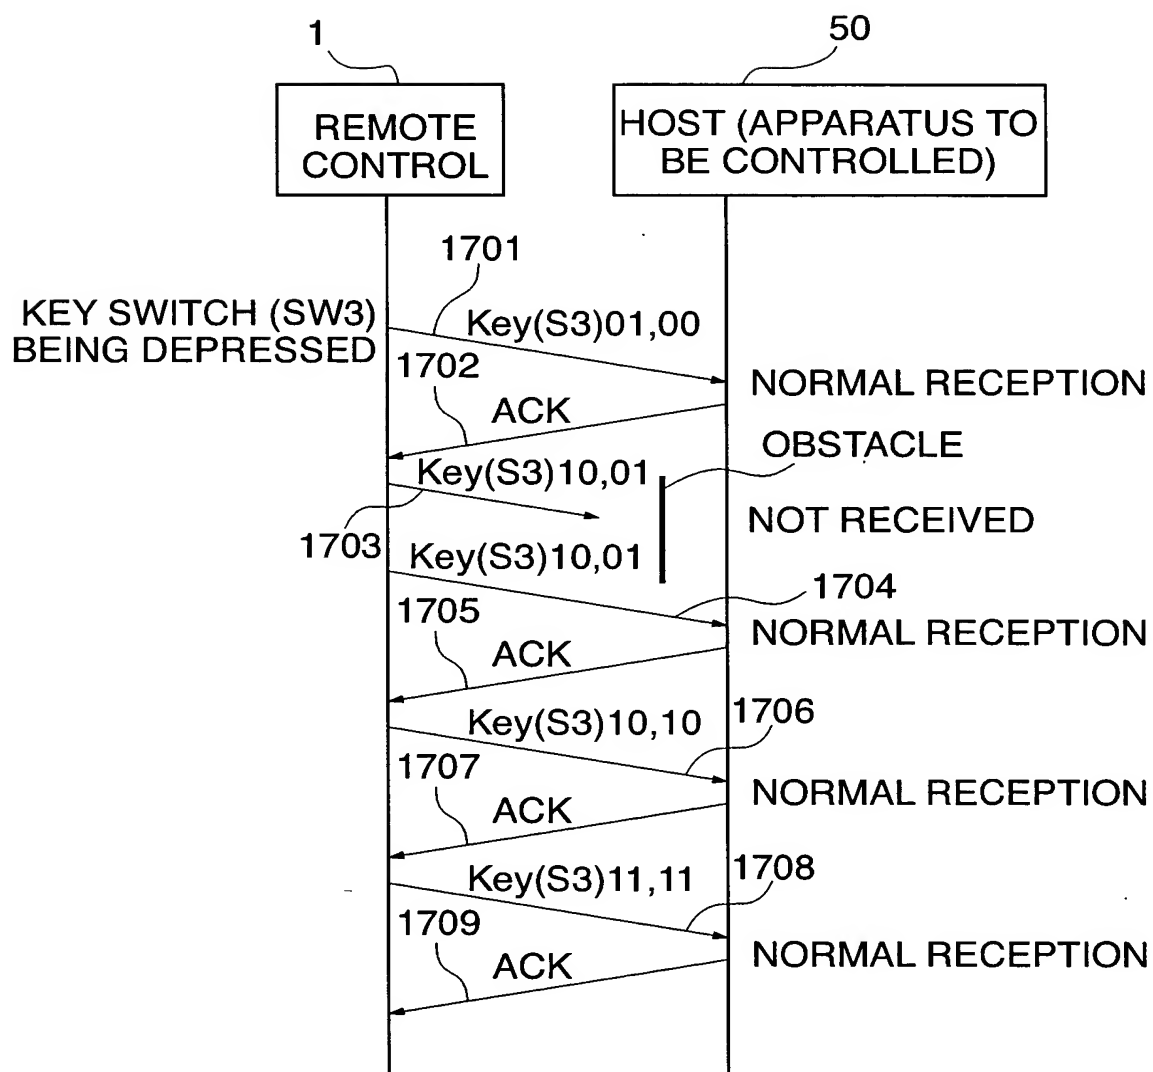 1
50
REMOTE
CONTROL
HOST (APPARATUS TO
BE CONTROLLED)
1701
KEY SWITCH (SW3)
BEING DEPRESSED
Key(S3)01,00
1702
NORMAL RECEPTION
ACK
OBSTACLE
Key(S3)10,01
NOT RECEIVED
1703
Key(S3)10,01
1704
1705
NORMAL RECEPTION
ACK
Key(S3)10,10
1706
1707
NORMAL RECEPTION
ACK
Key(S3)11,11
1708
1709
NORMAL RECEPTION
ACK